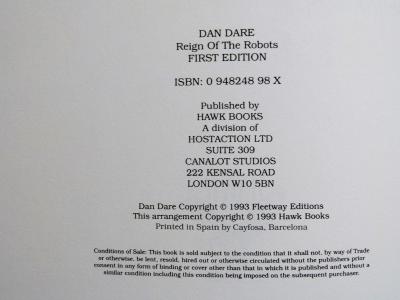 DAN DARE
Reign Of The Robots
FIRST EDITION
ISBN: 0 948248 98 X
Published by
HAWK BOOKS
A division of
HOSTACTION LTD
SUITE 309
CANALOT STUDIOS
222 KENSAL ROAD
LONDON W10 5BN
Dan Dare Copyright © 1993 Fleetway Editions
This arrangement Copyright © 1993 Hawk Books
Printed in Spain by Cayfosa, Barcelona
Conditions of Sale: This book is sold subject to the condition that it shall not, by way of Trade
or otherwise, be lent, resold, hired out or otherwise circulated without the publishers prior
consent in any form of binding or cover other than that in which it is published and without a
similar condition including this condition being imposed on the subsequent purchaser.